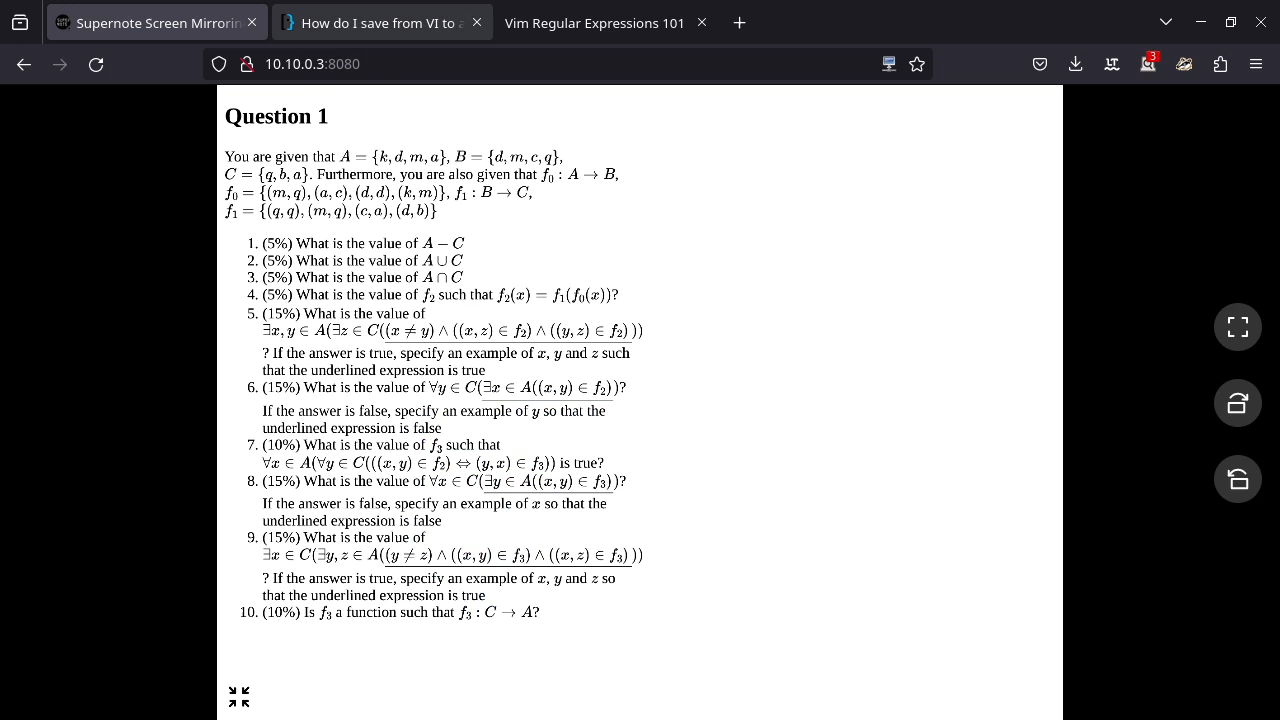 Supernote Screen Mirrorin
How do I save from VI to a
Vim Regular Expressions 101
10.10.0.3:8080
3
Question 1
You are given that A = {k, d, m, a}, B = {d, m, c, q},
C = {q, b, a}. Furthermore, you are also given that f₀ : A → B,
f₀ = {(m, q), (a, c), (d, d), (k, m)}, f₁ : B → C,
f₁ = {(q, q), (m, q), (c, a), (d, b)}
1. (5%) What is the value of A − C
2. (5%) What is the value of A ∪ C
3. (5%) What is the value of A ∩ C
4. (5%) What is the value of f₂ such that f₂(x) = f₁(f₀(x))?
5. (15%) What is the value of
∃x, y ∈ A(∃z ∈ C((x ≠ y) ∧ ((x, z) ∈ f₂) ∧ ((y, z) ∈ f₂) ))
? If the answer is true, specify an example of x, y and z such
that the underlined expression is true
6. (15%) What is the value of ∀y ∈ C(∃x ∈ A((x, y) ∈ f₂))?
If the answer is false, specify an example of y so that the
underlined expression is false
7. (10%) What is the value of f₃ such that
∀x ∈ A(∀y ∈ C(((x, y) ∈ f₂) ⇔ (y, x) ∈ f₃)) is true?
8. (15%) What is the value of ∀x ∈ C(∃y ∈ A((x, y) ∈ f₃))?
If the answer is false, specify an example of x so that the
underlined expression is false
9. (15%) What is the value of
∃x ∈ C(∃y, z ∈ A((y ≠ z) ∧ ((x, y) ∈ f₃) ∧ ((x, z) ∈ f₃) ))
? If the answer is true, specify an example of x, y and z so
that the underlined expression is true
10. (10%) Is f₃ a function such that f₃ : C → A?